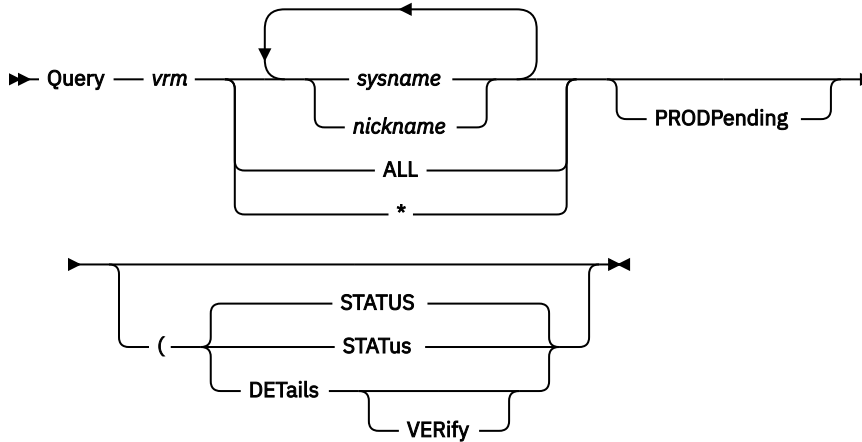 Query vrm sysname
nickname PRODPending
ALL
*
STATUS
( STATus
DETails
VERify